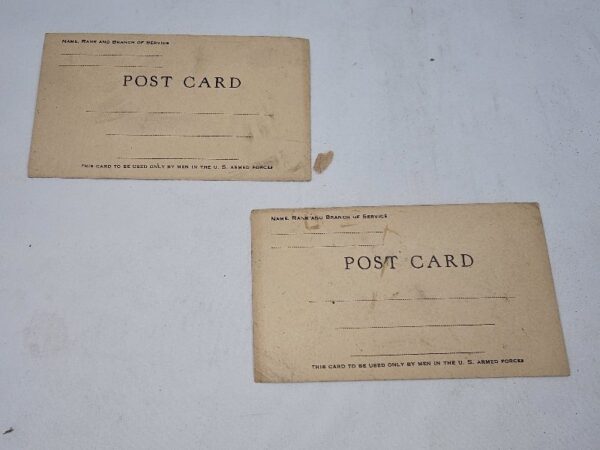 Name, Rank and Branch of Service
POST CARD
THIS CARD TO BE USED ONLY BY MEN IN THE U. S. ARMED FORCES
Name, Rank and Branch of Service
POST CARD
THIS CARD TO BE USED ONLY BY MEN IN THE U. S. ARMED FORCES